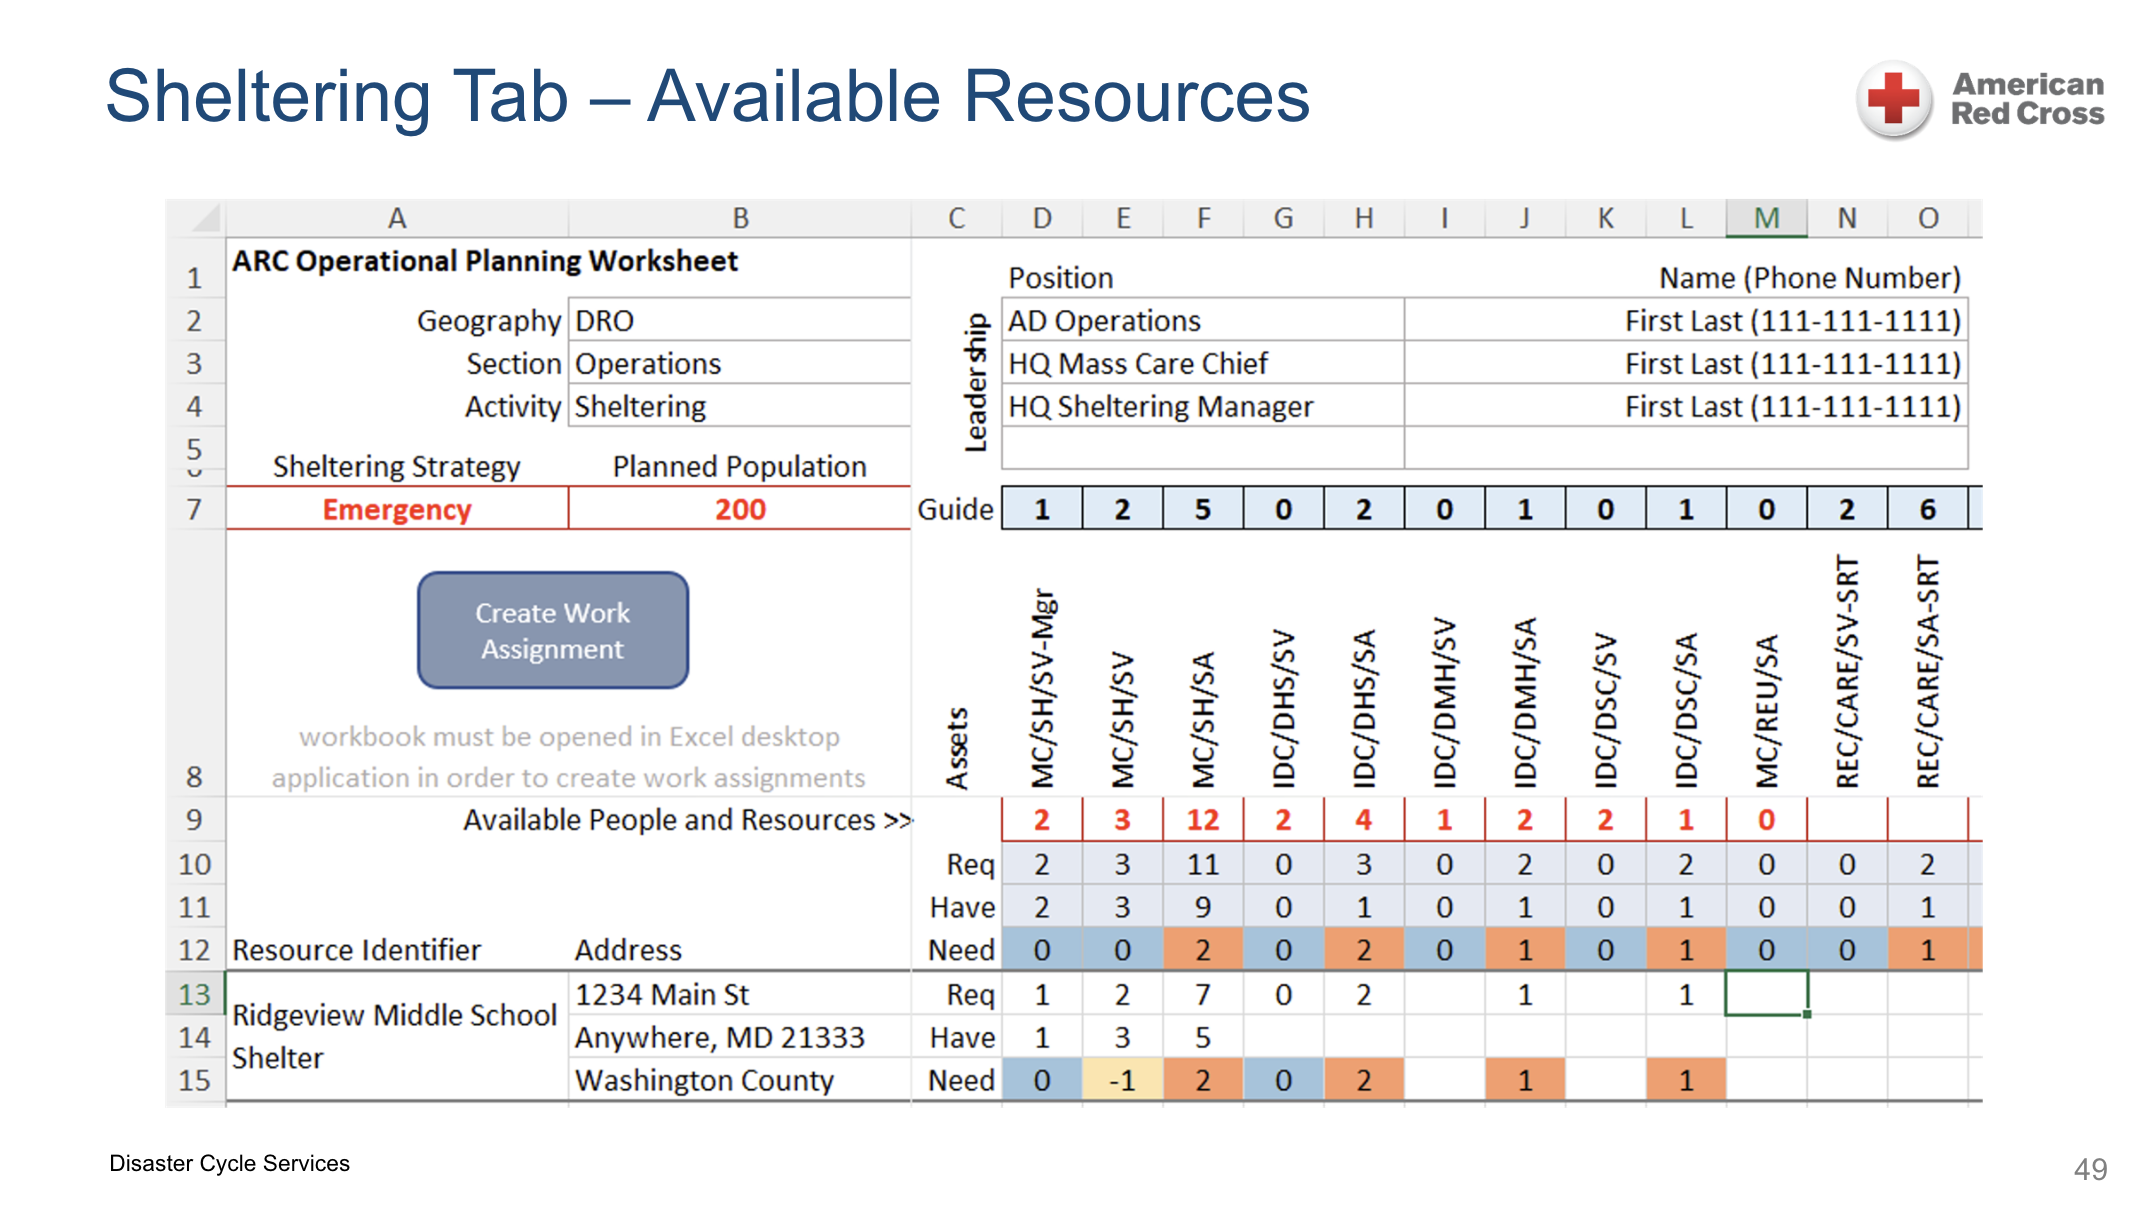 Sheltering Tab – Available Resources
American
Red Cross
A B C D E F G H I J K L M N O
1 ARC Operational Planning Worksheet Position Name (Phone Number)
2 Geography DRO AD Operations First Last (111-111-1111)
3 Section Operations HQ Mass Care Chief First Last (111-111-1111)
4 Activity Sheltering HQ Sheltering Manager First Last (111-111-1111)
Leadership
5
6 Sheltering Strategy Planned Population
7 Emergency 200 Guide 1 2 5 0 2 0 1 0 1 0 2 6
Create Work
Assignment
workbook must be opened in Excel desktop
application in order to create work assignments
8 Assets MC/SH/SV-Mgr MC/SH/SV MC/SH/SA IDC/DHS/SV IDC/DHS/SA IDC/DMH/SV IDC/DMH/SA IDC/DSC/SV IDC/DSC/SA MC/REU/SA REC/CARE/SV-SRT REC/CARE/SA-SRT
9 Available People and Resources >> 2 3 12 2 4 1 2 2 1 0
10 Req 2 3 11 0 3 0 2 0 2 0 0 2
11 Have 2 3 9 0 1 0 1 0 1 0 0 1
12 Resource Identifier Address Need 0 0 2 0 2 0 1 0 1 0 0 1
13 1234 Main St Req 1 2 7 0 2 1 1
Ridgeview Middle School
14 Anywhere, MD 21333 Have 1 3 5
Shelter
15 Washington County Need 0 -1 2 0 2 1 1
Disaster Cycle Services
49